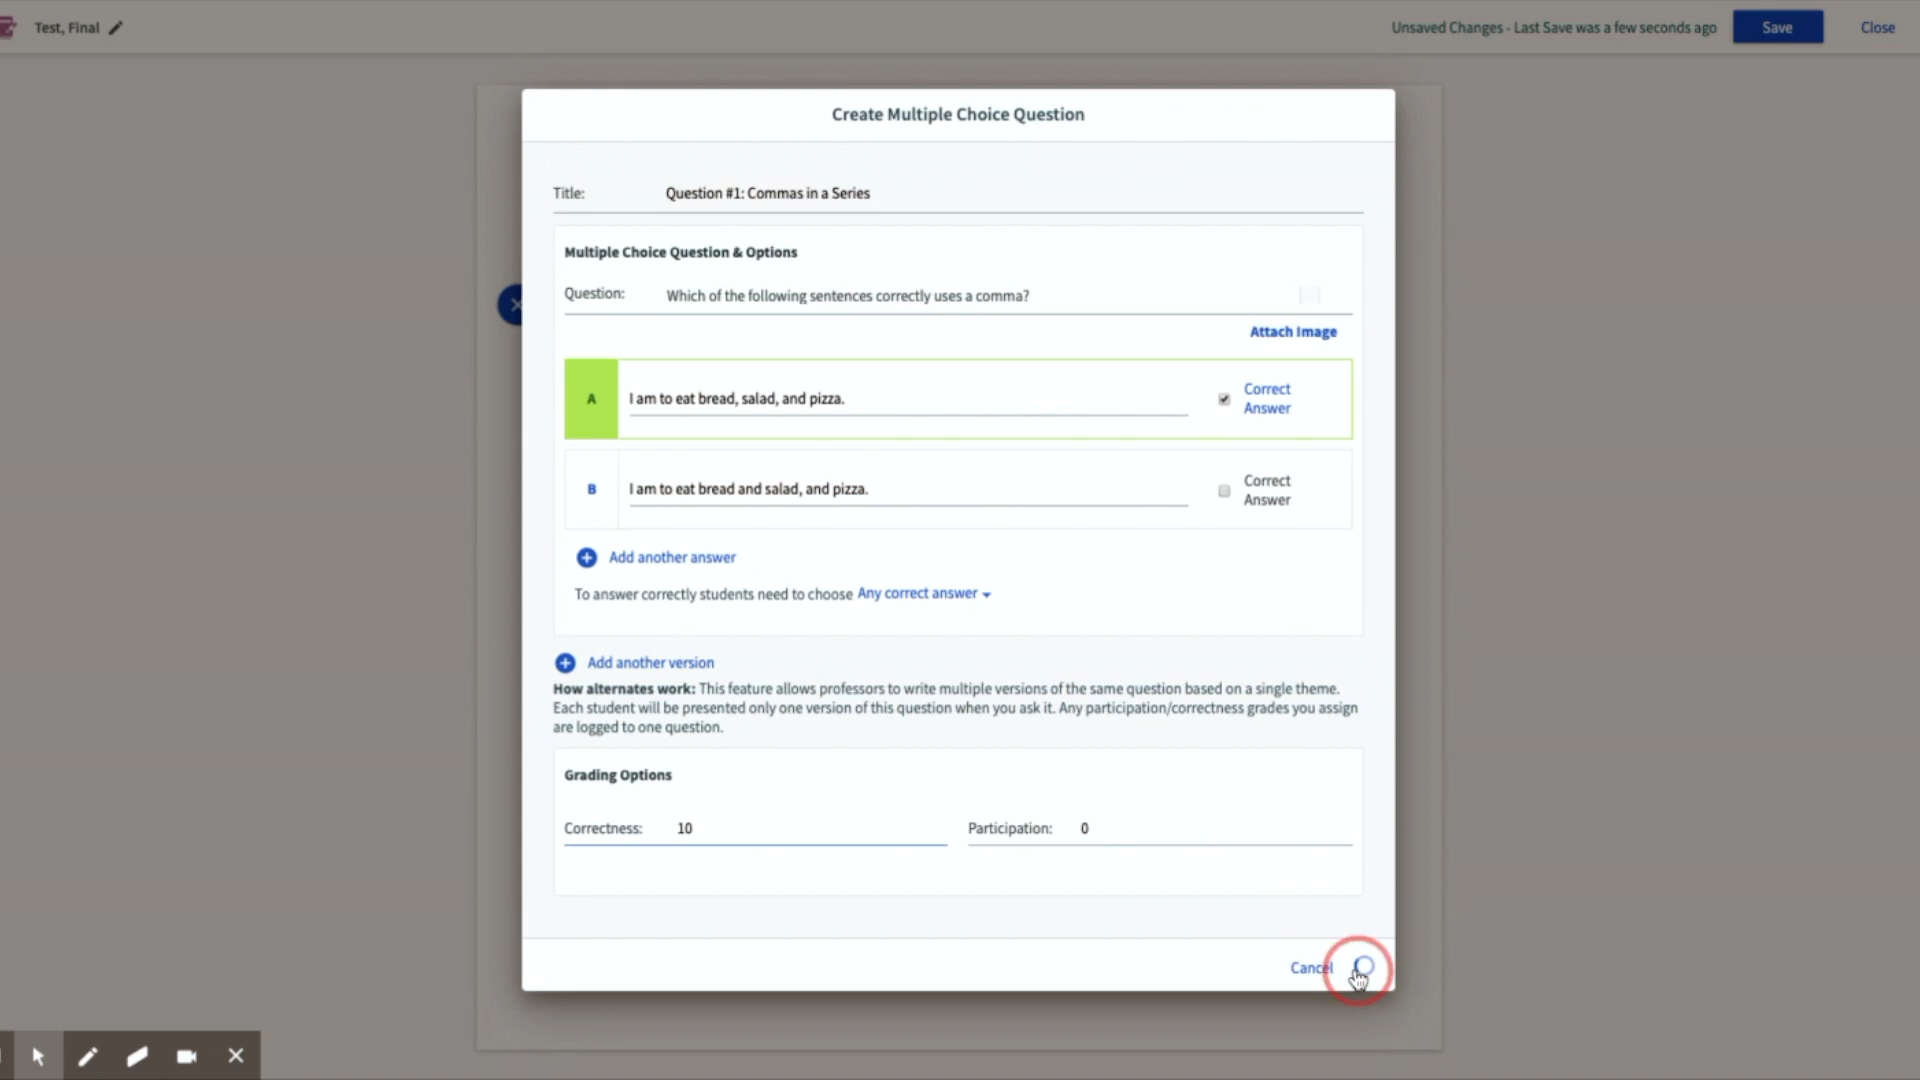 Test, Final
Unsaved Changes - Last Save was a few seconds ago
Save
Close
Create Multiple Choice Question
Title:
Question #1: Commas in a Series
Multiple Choice Question & Options
Question:
Which of the following sentences correctly uses a comma?
Attach Image
A
I am to eat bread, salad, and pizza.
Correct
Answer
B
I am to eat bread and salad, and pizza.
Correct
Answer
Add another answer
To answer correctly students need to choose Any correct answer
Add another version
How alternates work: This feature allows professors to write multiple versions of the same question based on a single theme.
Each student will be presented only one version of this question when you ask it. Any participation/correctness grades you assign
are logged to one question.
Grading Options
Correctness:
10
Participation:
0
Cancel